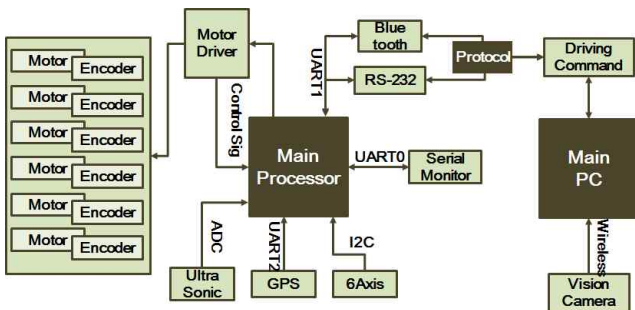 Motor
Encoder
Motor
Encoder
Motor
Encoder
Motor
Encoder
Motor
Encoder
Motor
Encoder
Motor
Driver
Control Sig
UART1
Blue
tooth
RS-232
Protocol
Driving
Command
Main
Processor
UART0
Serial
Monitor
Main
PC
ADC
UART2
I2C
Wireless
Ultra
Sonic
GPS
6Axis
Vision
Camera